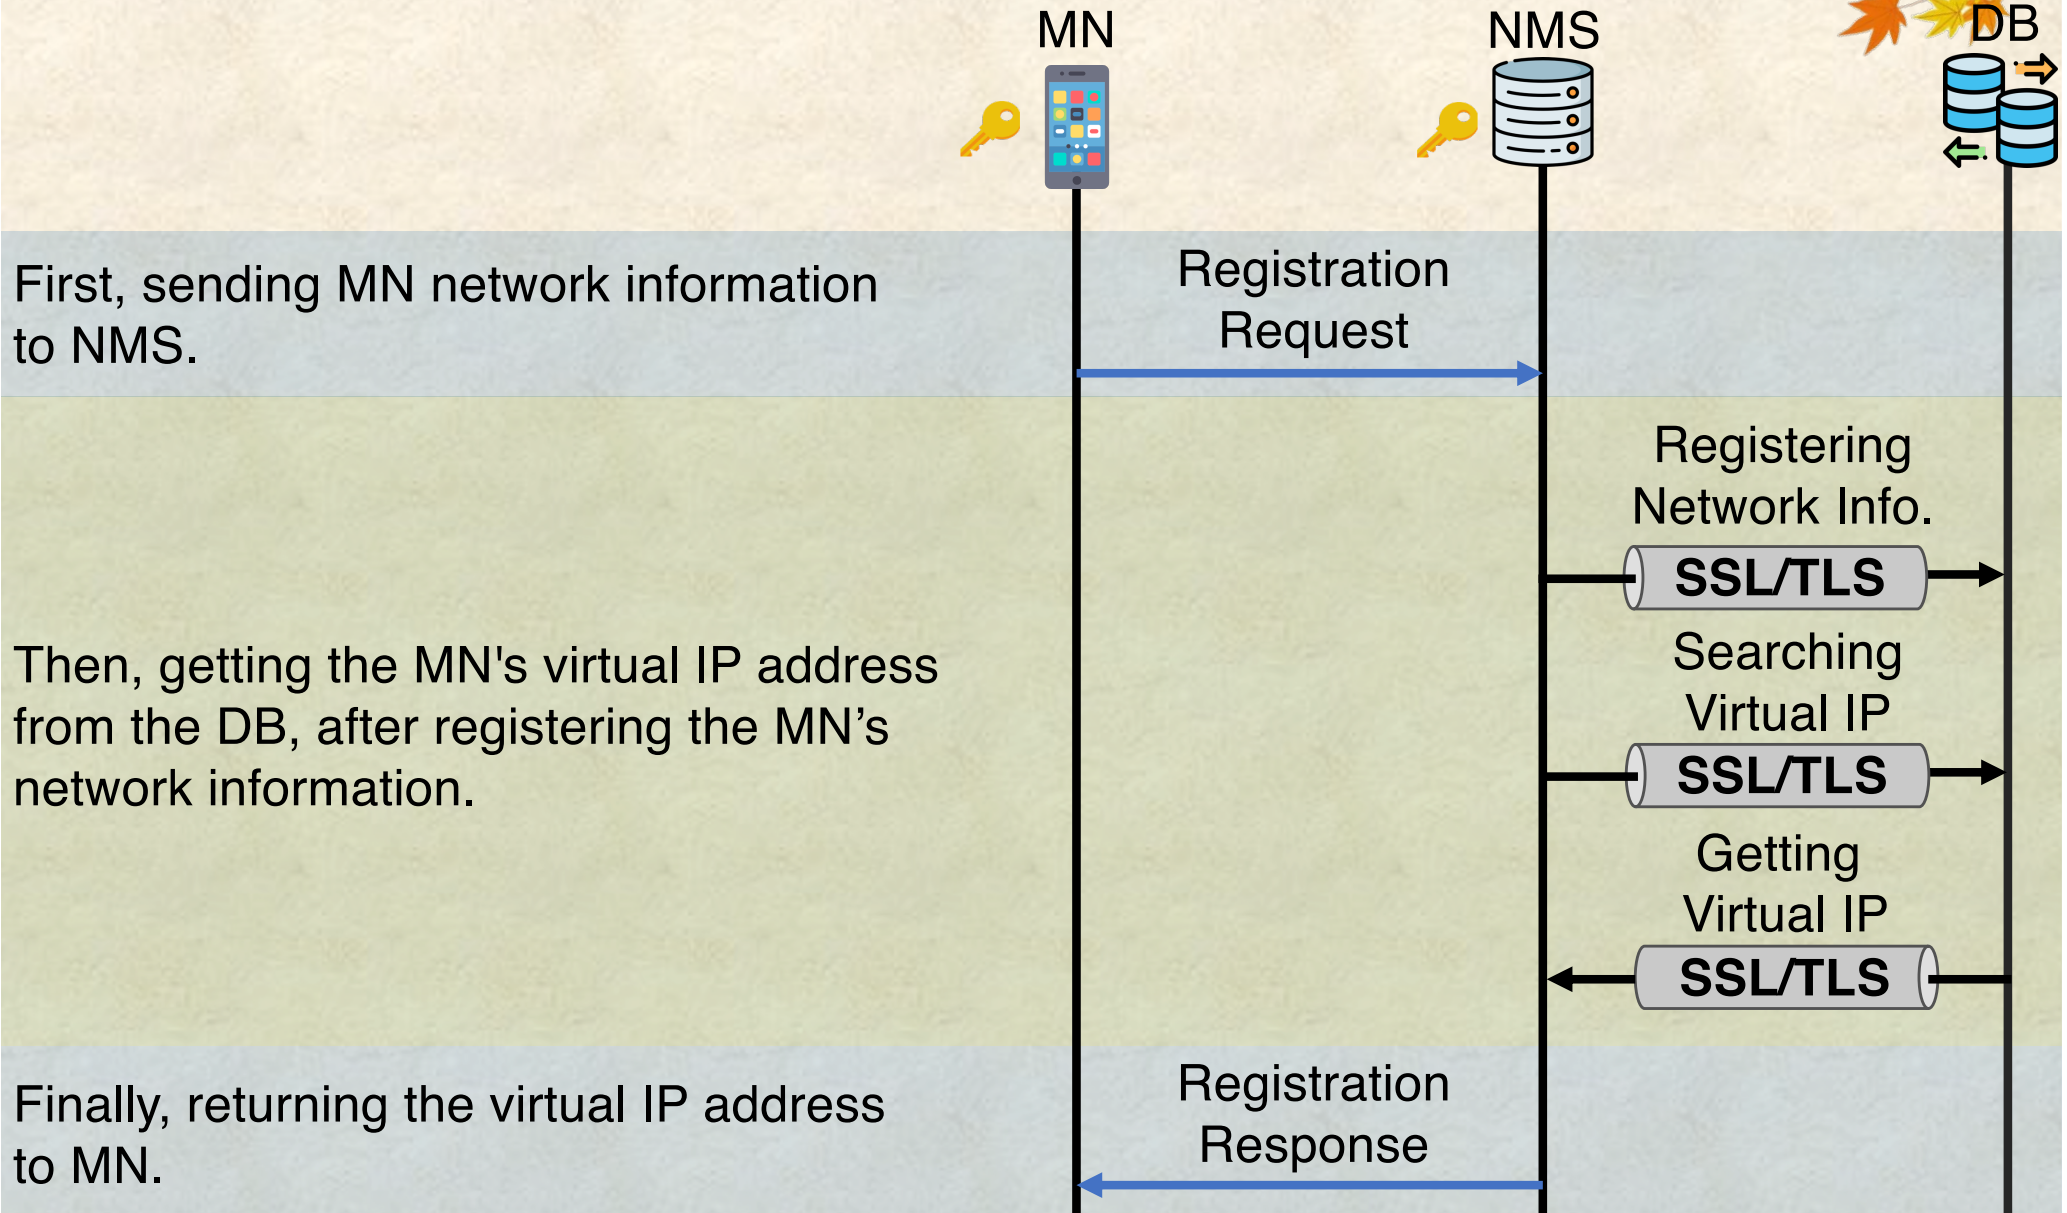 MN
NMS
DB
First, sending MN network information
to NMS.
Registration
Request
Registering
Network Info.
SSL/TLS
Then, getting the MN's virtual IP address
from the DB, after registering the MN’s
network information.
Searching
Virtual IP
SSL/TLS
Getting
Virtual IP
SSL/TLS
Finally, returning the virtual IP address
to MN.
Registration
Response